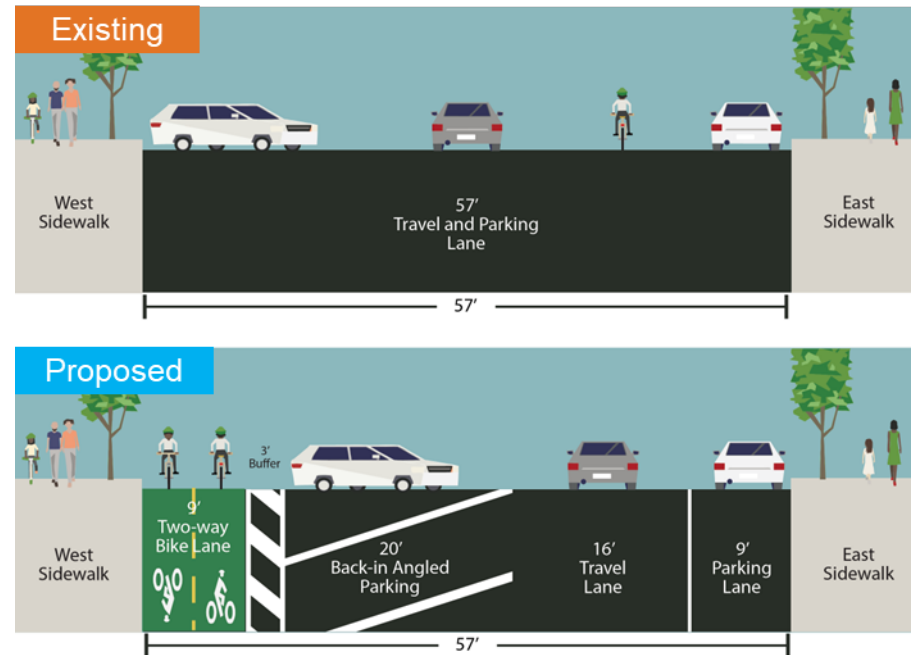 Existing
West
Sidewalk
57’
Travel and Parking
Lane
East
Sidewalk
57’
Proposed
3’
Buffer
West
Sidewalk
9’
Two-way
Bike Lane
20’
Back-in Angled
Parking
16’
Travel
Lane
9’
Parking
Lane
East
Sidewalk
57’